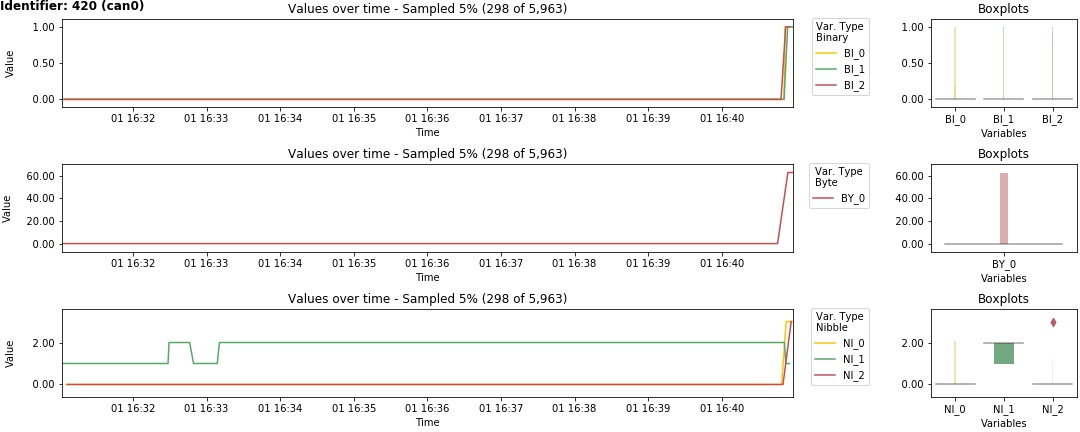 Identifier: 420 (can0)
Values over time - Sampled 5% (298 of 5,963)
Boxplots
1.00
0.50
0.00
Value
01 16:32 01 16:33 01 16:34 01 16:35 01 16:36 01 16:37 01 16:38 01 16:39 01 16:40
Time
Var. Type
Binary
BI_0
BI_1
BI_2
1.00
0.50
0.00
BI_0 BI_1 BI_2
Variables
Values over time - Sampled 5% (298 of 5,963)
Boxplots
60.00
40.00
20.00
0.00
Value
01 16:32 01 16:33 01 16:34 01 16:35 01 16:36 01 16:37 01 16:38 01 16:39 01 16:40
Time
Var. Type
Byte
BY_0
60.00
40.00
20.00
0.00
BY_0
Variables
Values over time - Sampled 5% (298 of 5,963)
Boxplots
2.00
0.00
Value
01 16:32 01 16:33 01 16:34 01 16:35 01 16:36 01 16:37 01 16:38 01 16:39 01 16:40
Time
Var. Type
Nibble
NI_0
NI_1
NI_2
2.00
0.00
NI_0 NI_1 NI_2
Variables